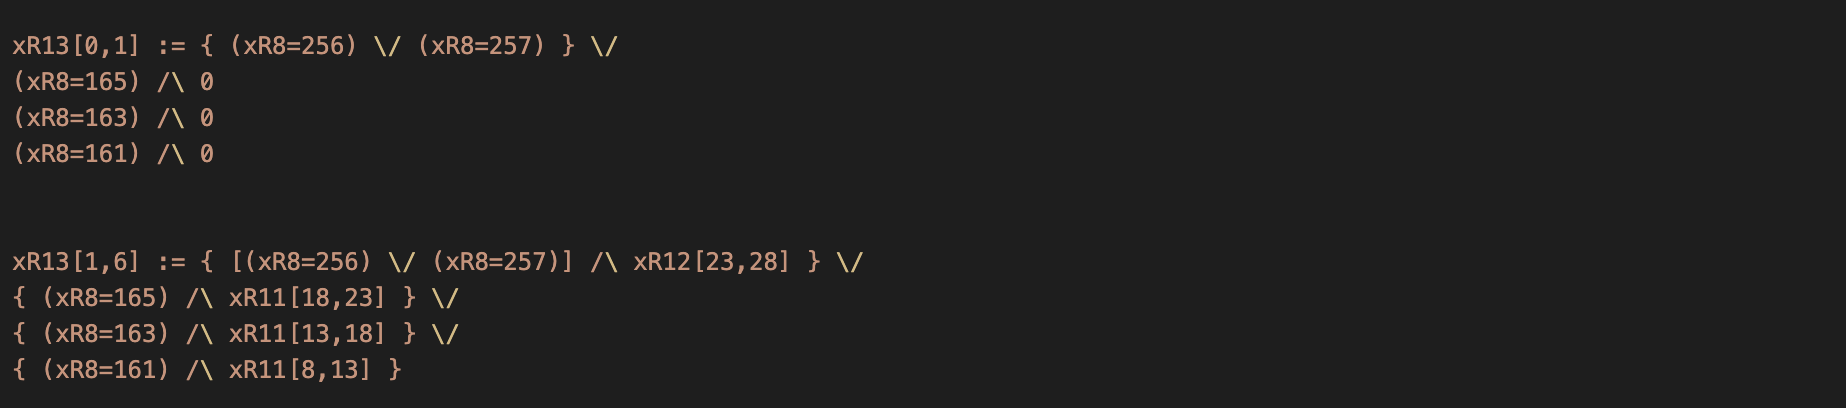 xR13[0,1] := { (xR8=256) \/ (xR8=257) } \/
(xR8=165) /\ 0
(xR8=163) /\ 0
(xR8=161) /\ 0
xR13[1,6] := { [(xR8=256) \/ (xR8=257)] /\ xR12[23,28] } \/
{ (xR8=165) /\ xR11[18,23] } \/
{ (xR8=163) /\ xR11[13,18] } \/
{ (xR8=161) /\ xR11[8,13] }